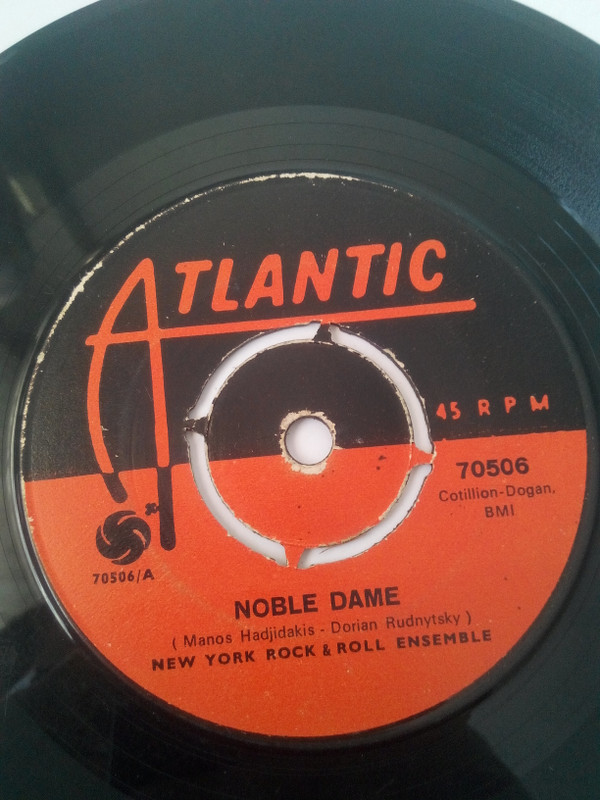 ATLANTIC
45 RPM
70506
Cotillion-Dogan,
BMI
70506/A
NOBLE DAME
( Manos Hadjidakis - Dorian Rudnytsky )
NEW YORK ROCK & ROLL ENSEMBLE